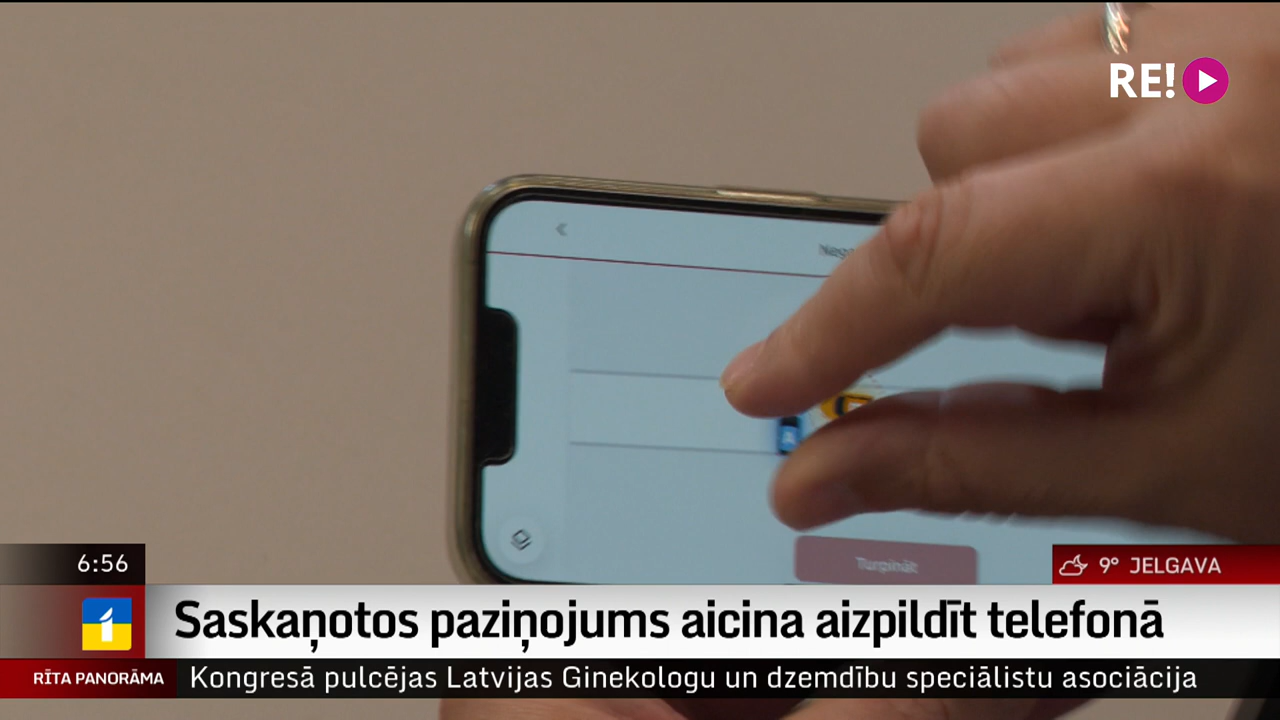 RE!
A
Turpināt
6:56
9° JELGAVA
1
Saskaņotos paziņojums aicina aizpildīt telefonā
RĪTA PANORĀMA
Kongresā pulcējas Latvijas Ginekologu un dzemdību speciālistu asociācija